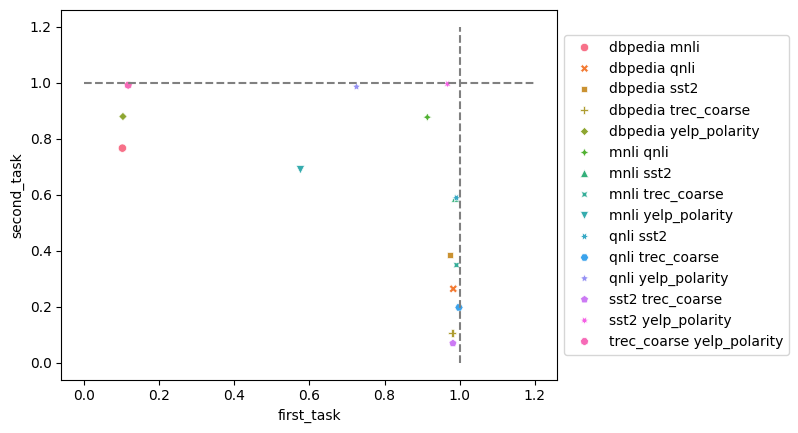 1.2
1.0
0.8
0.6
0.4
0.2
0.0
second_task
0.0 0.2 0.4 0.6 0.8 1.0 1.2
first_task
dbpedia mnli
dbpedia qnli
dbpedia sst2
dbpedia trec_coarse
dbpedia yelp_polarity
mnli qnli
mnli sst2
mnli trec_coarse
mnli yelp_polarity
qnli sst2
qnli trec_coarse
qnli yelp_polarity
sst2 trec_coarse
sst2 yelp_polarity
trec_coarse yelp_polarity